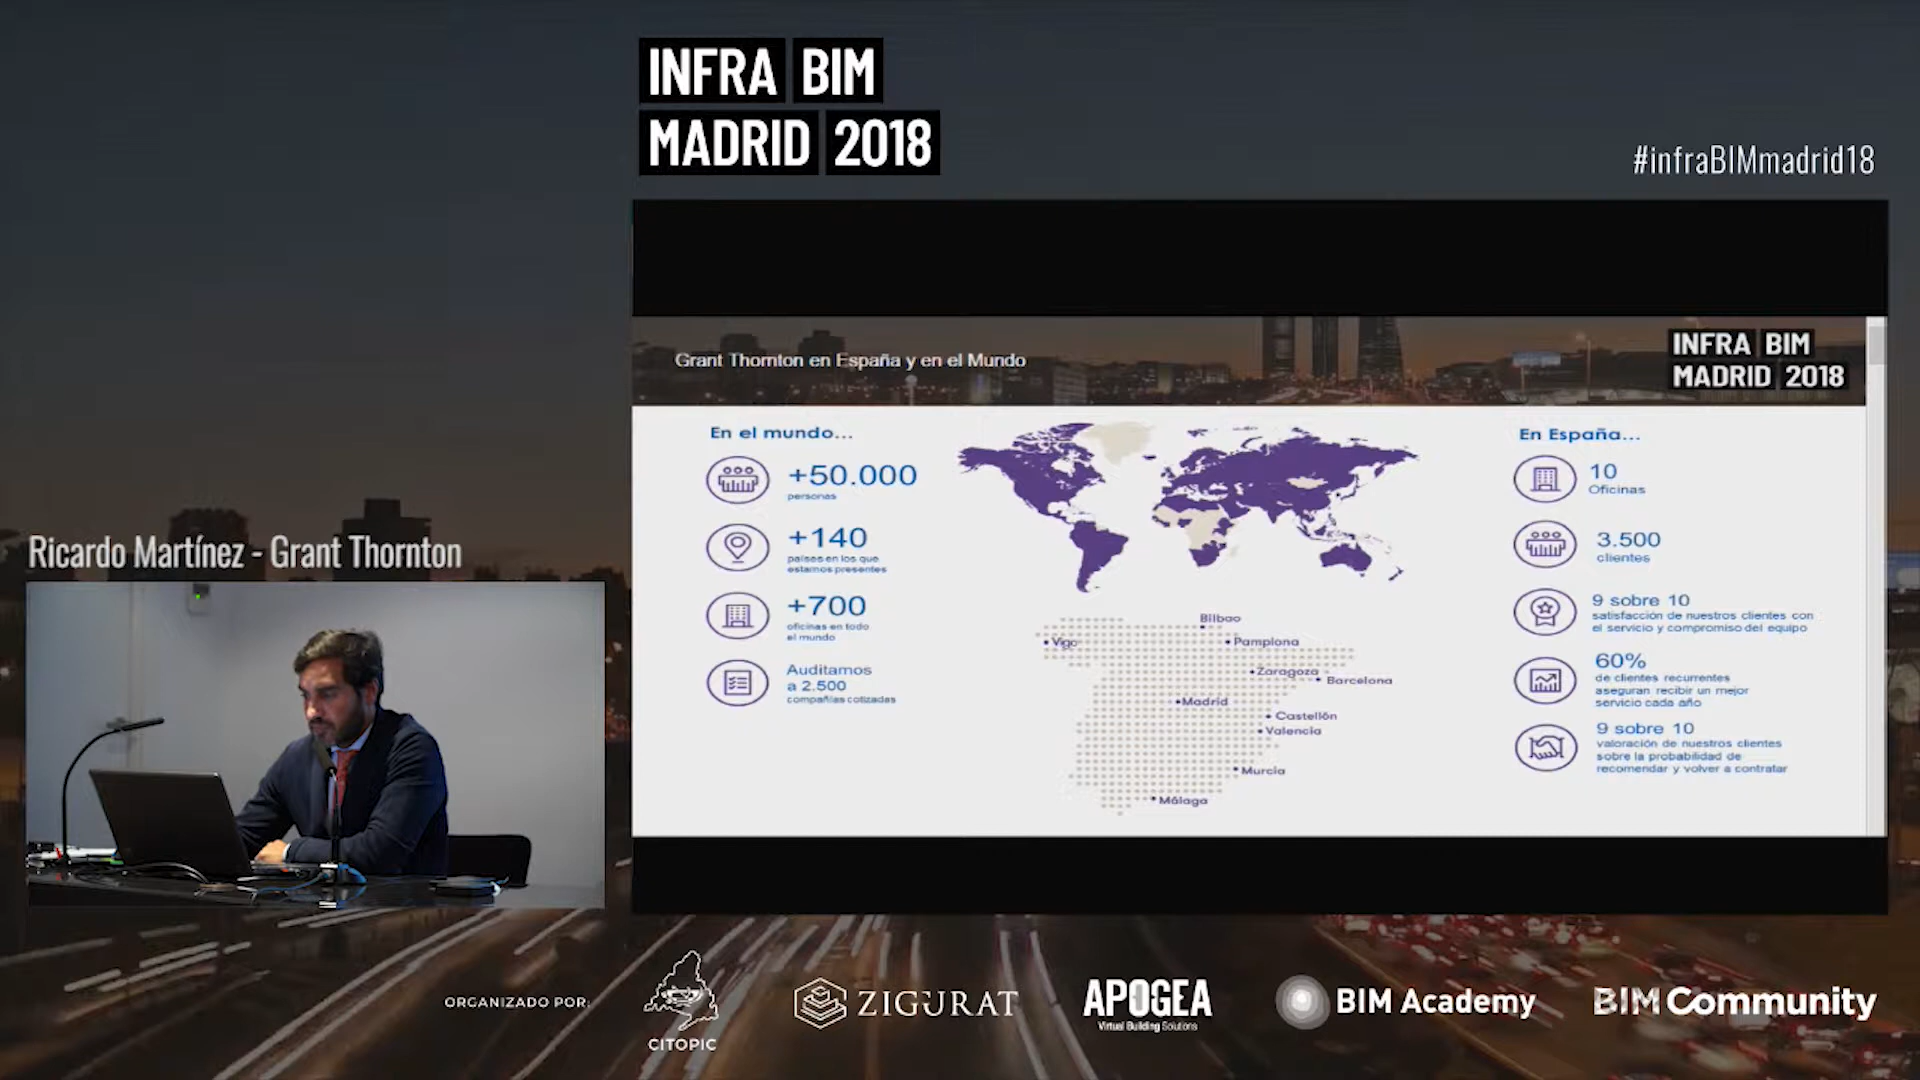 INFRA BIM
MADRID 2018
#infraBIMmadrid18
Grant Thornton en España y en el Mundo
INFRA BIM
MADRID 2018
En el mundo...
+50.000
personas
+140
países en los que
estamos presentes
+700
oficinas en todo
el mundo
Auditamos
a 2.500
compañías cotizadas
Bilbao
Vigo
Pamplona
Zaragoza
Barcelona
Madrid
Castellón
Valencia
Murcia
Málaga
En España...
10
Oficinas
3.500
clientes
9 sobre 10
satisfacción de nuestros clientes con
el servicio y compromiso del equipo
60%
de clientes recurrentes
aseguran recibir un mejor
servicio cada año
9 sobre 10
valoración de nuestros clientes
sobre la probabilidad de
recomendar y volver a contratar
Ricardo Martínez - Grant Thornton
ORGANIZADO POR:
CITOPIC
ZIGURAT
APOGEA
Virtual Building Solutions
BIM Academy
BIM Community